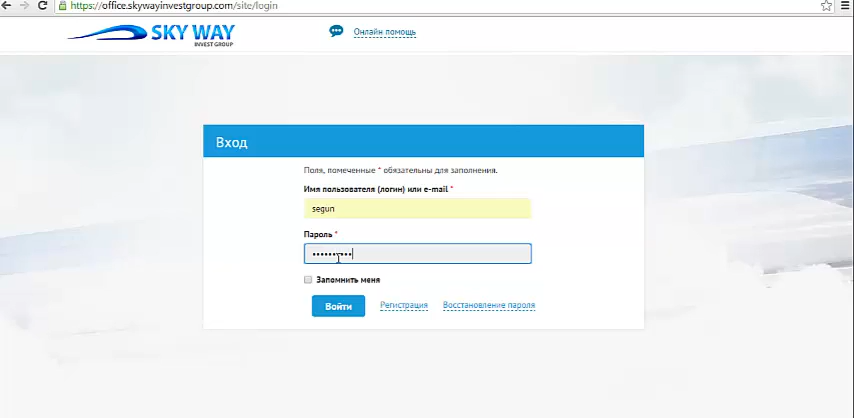 https://office.skywayinvestgroup.com/site/login
SKY WAY
INVEST GROUP
Онлайн помощь
Вход
Поля, помеченные * обязательны для заполнения.
Имя пользователя (логин) или e-mail *
segun
Пароль *
••••••••••
Запомнить меня
Войти Регистрация Восстановление пароля